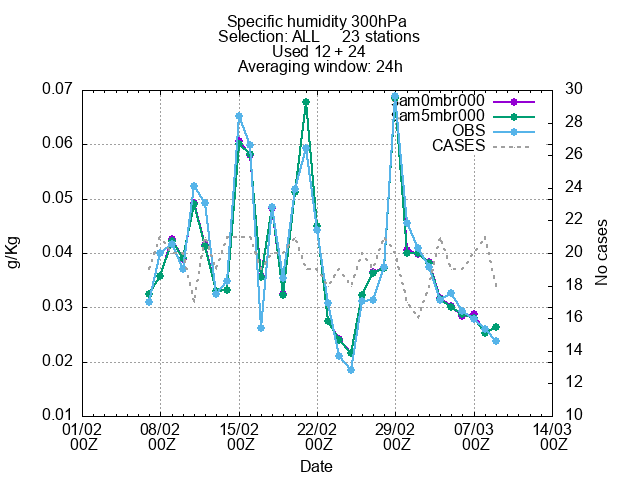 Specific humidity 300hPa
Selection: ALL 23 stations
Used 12 + 24
Averaging window: 24h
am0mbr000
am5mbr000
OBS
CASES
0.07
0.06
0.05
0.04
0.03
0.02
0.01
g/Kg
30
28
26
24
22
20
18
16
14
12
10
No cases
01/02 08/02 15/02 22/02 29/02 07/03 14/03
00Z 00Z 00Z 00Z 00Z 00Z 00Z
Date